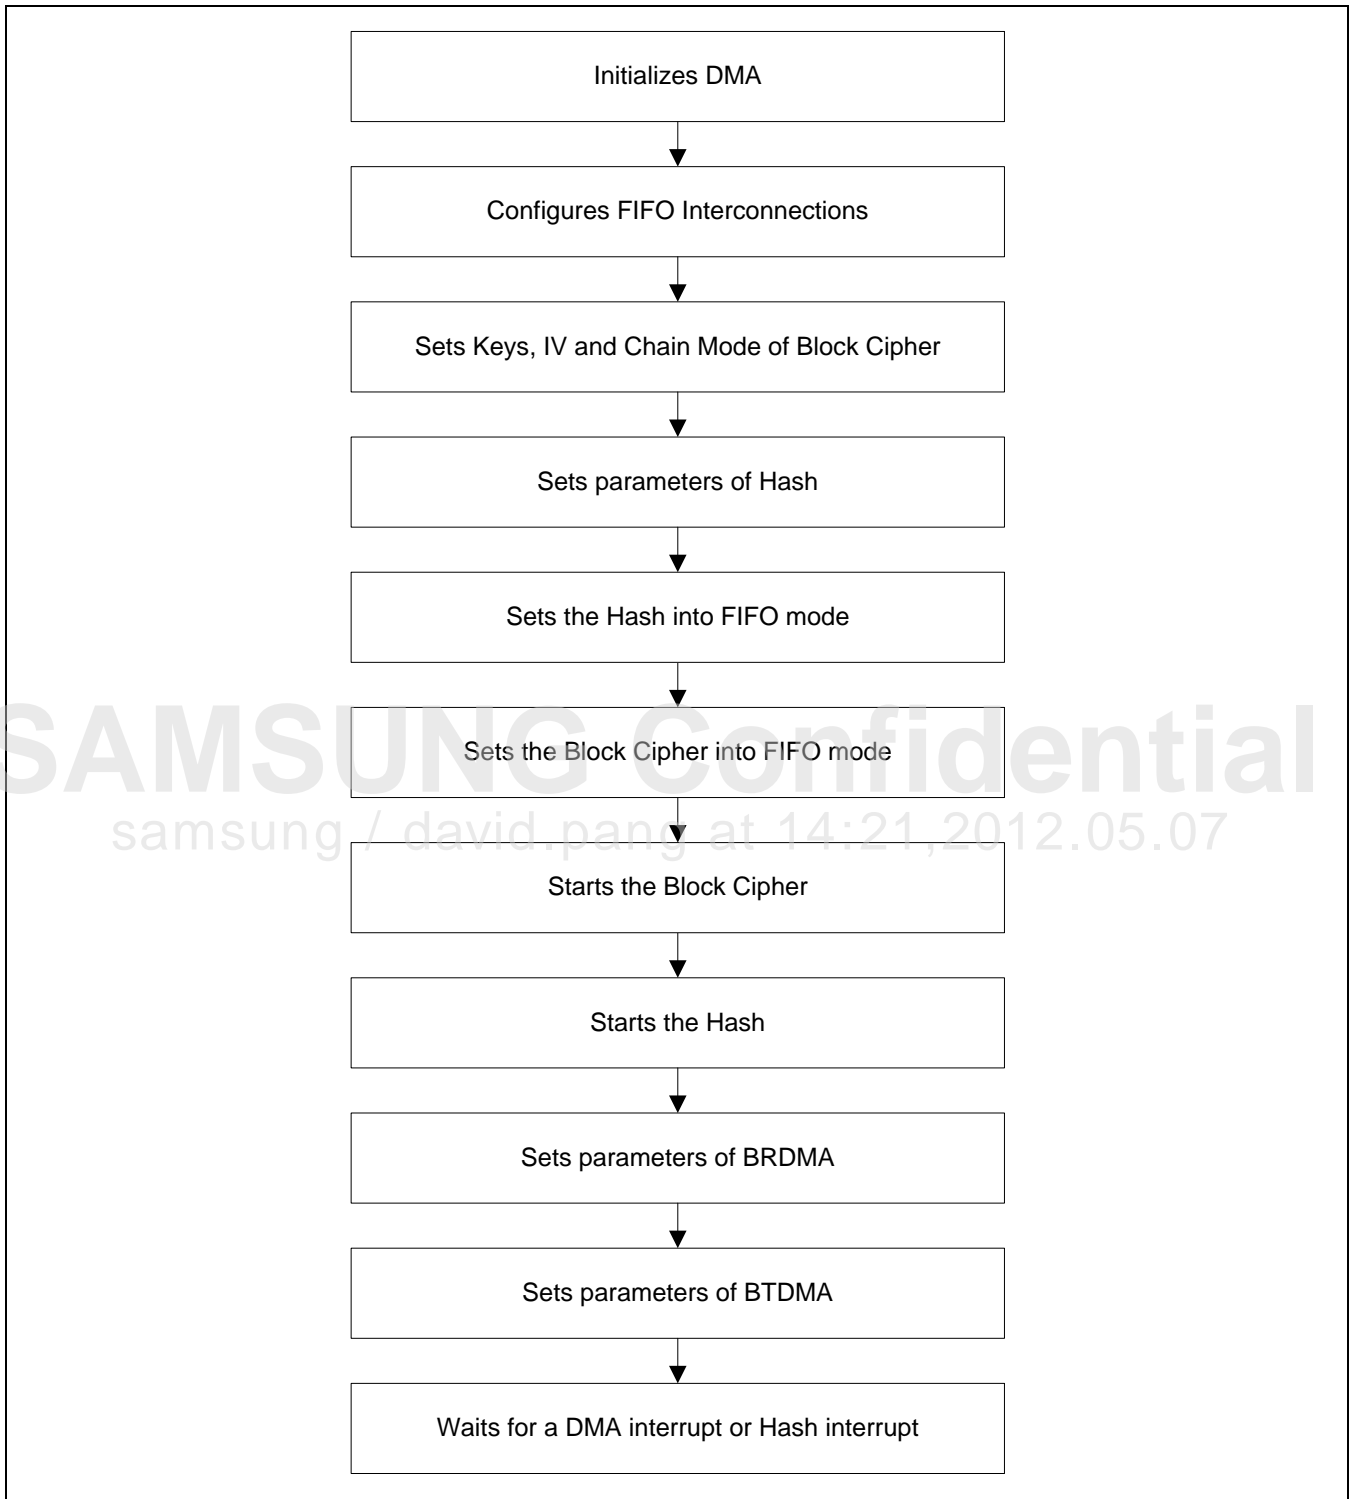 Initializes DMA
Configures FIFO Interconnections
Sets Keys, IV and Chain Mode of Block Cipher
Sets parameters of Hash
Sets the Hash into FIFO mode
SAMSUNG Confidential
Sets the Block Cipher into FIFO mode
samsung / david.pang at 14:21,2012.05.07
Starts the Block Cipher
Starts the Hash
Sets parameters of BRDMA
Sets parameters of BTDMA
Waits for a DMA interrupt or Hash interrupt